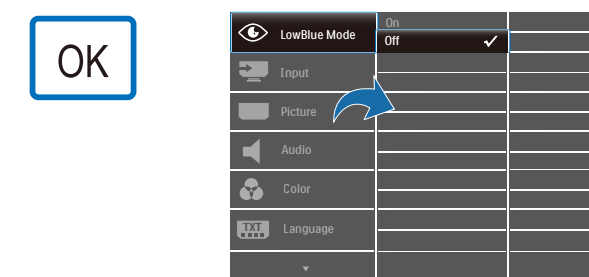 OK
LowBlue Mode
On
Off
Input
Picture
Audio
Color
TXT
Language